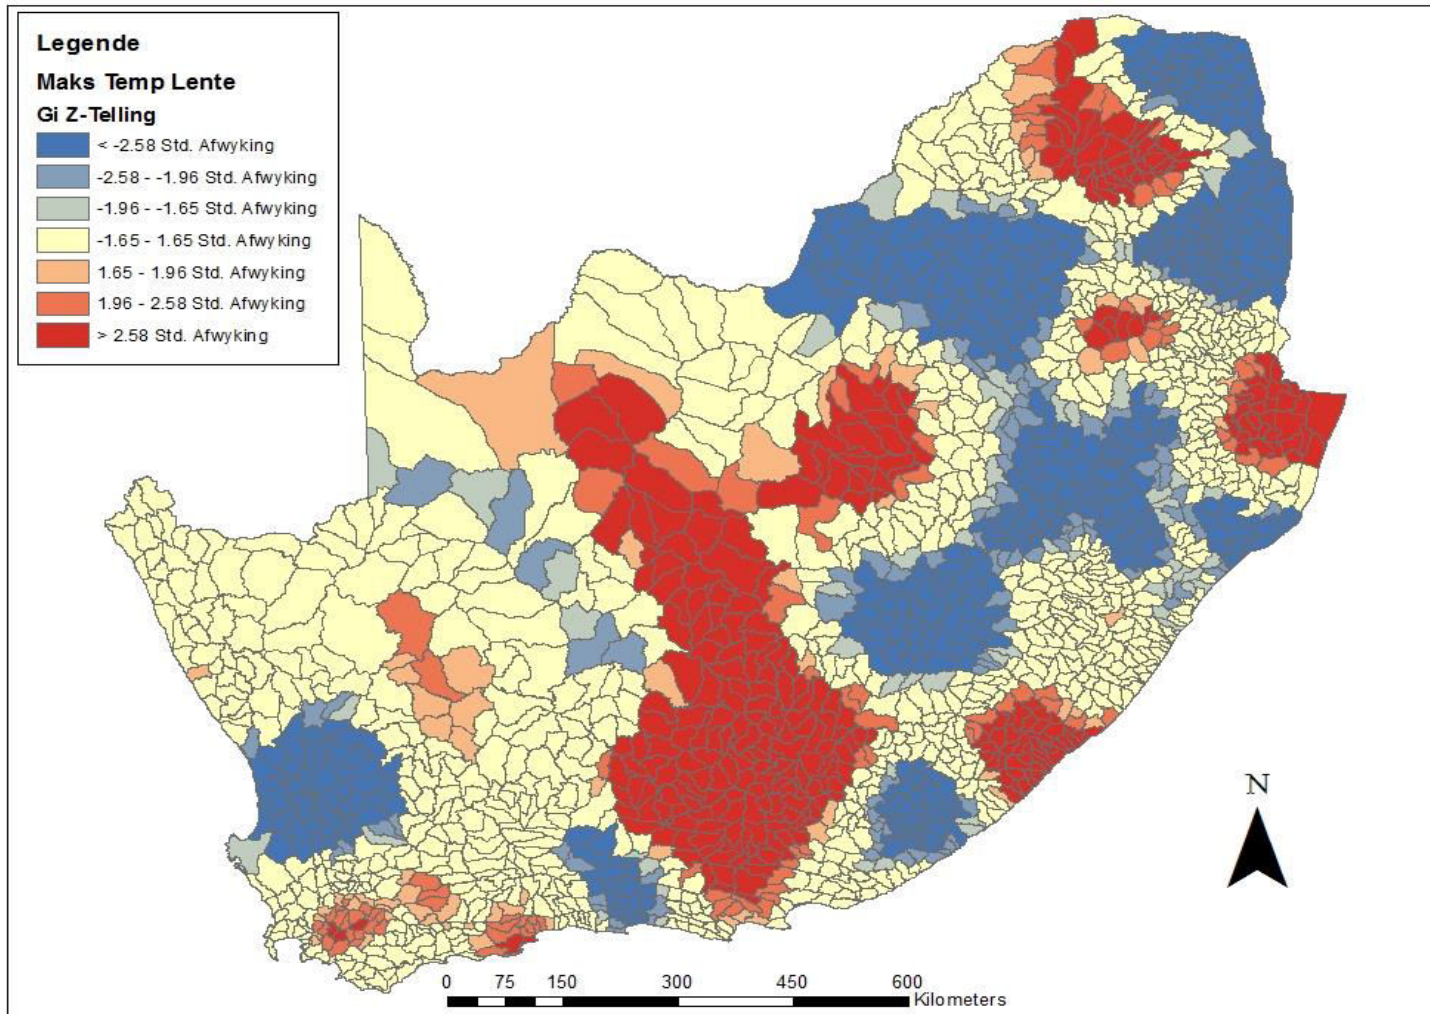 Legende
Maks Temp Lente
Gi Z-Telling
< -2.58 Std. Afwyking
-2.58 - -1.96 Std. Afwyking
-1.96 - -1.65 Std. Afwyking
-1.65 - 1.65 Std. Afwyking
1.65 - 1.96 Std. Afwyking
1.96 - 2.58 Std. Afwyking
> 2.58 Std. Afwyking
N
0 75 150 300 450 600
Kilometers